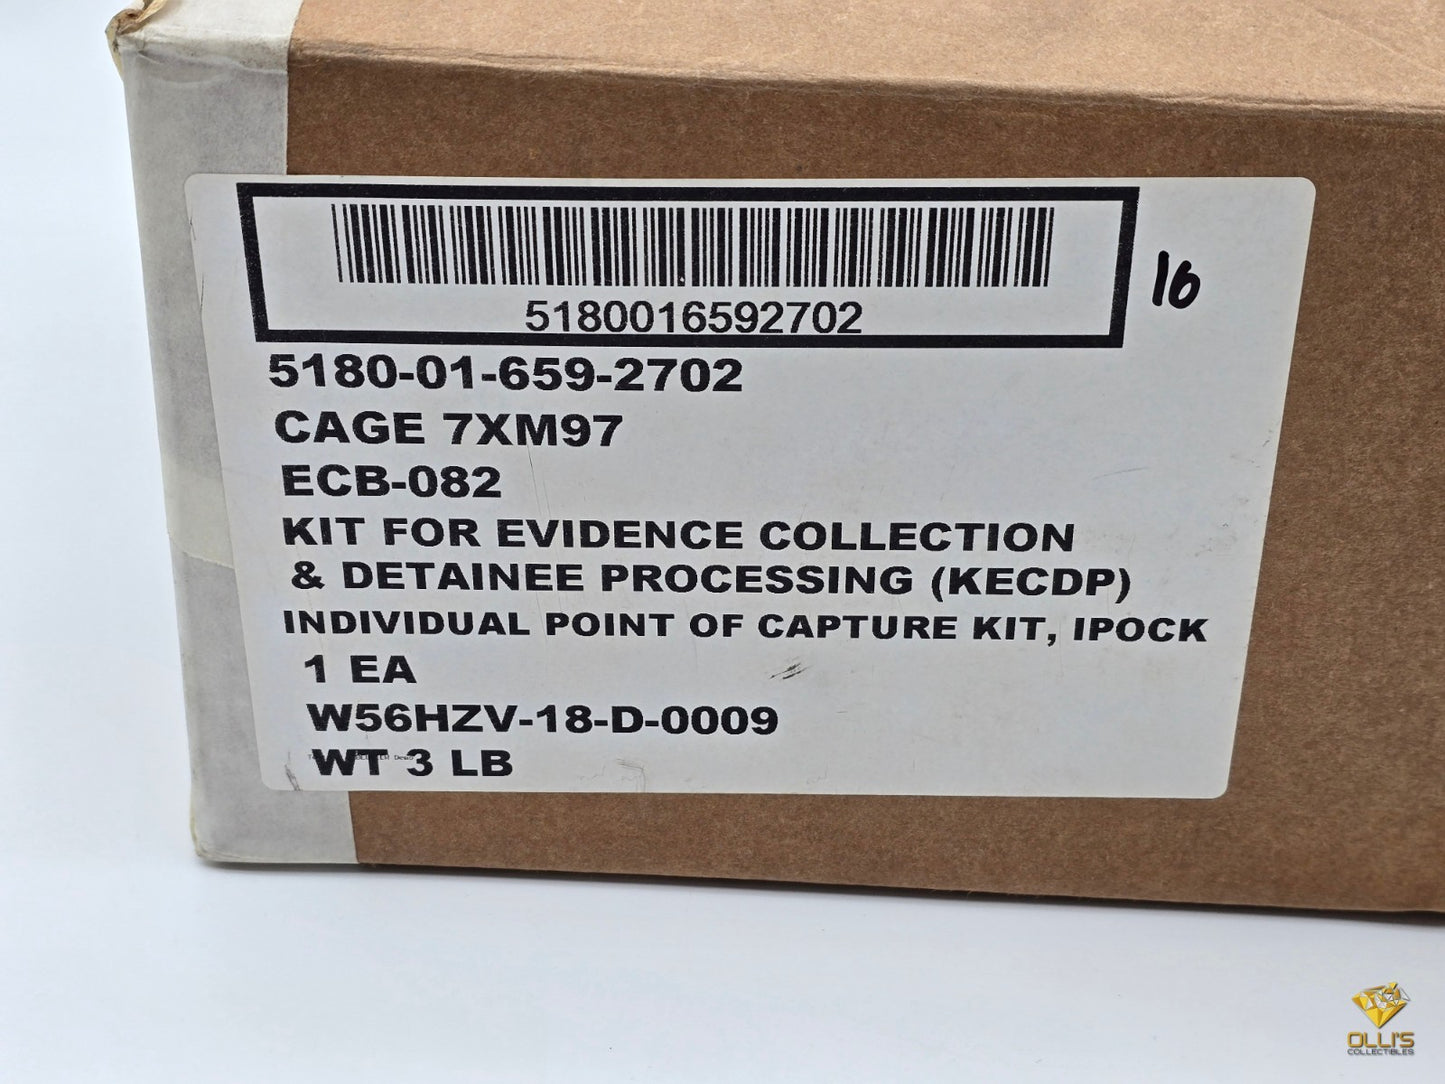 5180016592702
16
5180-01-659-2702
CAGE 7XM97
ECB-082
KIT FOR EVIDENCE COLLECTION
& DETAINEE PROCESSING (KECDP)
INDIVIDUAL POINT OF CAPTURE KIT, IPOCK
1 EA
W56HZV-18-D-0009
WT 3 LB
OLLI'S
COLLECTIBLES